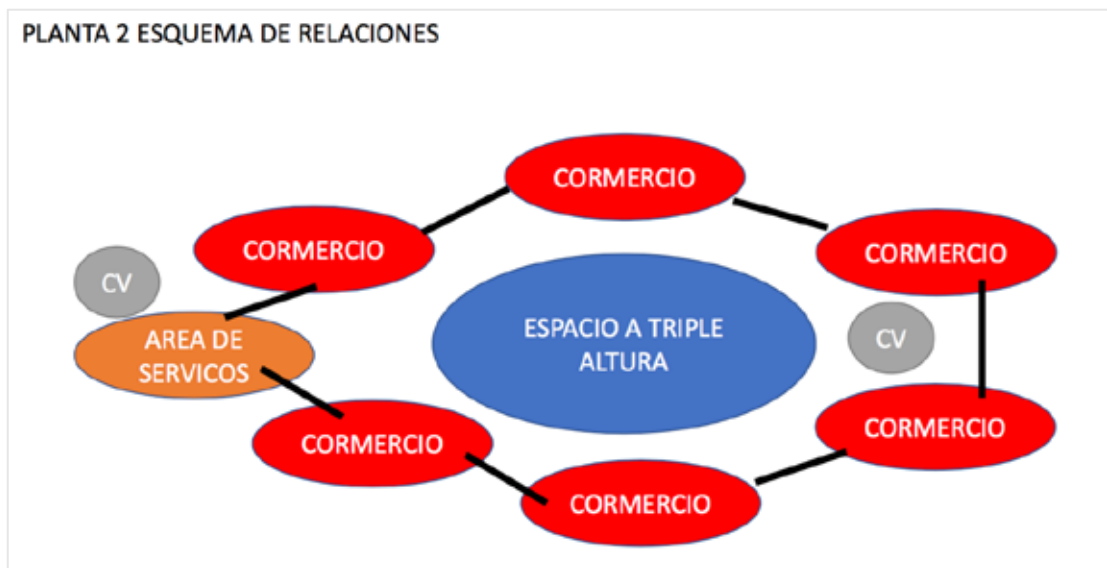 PLANTA 2 ESQUEMA DE RELACIONES
CORMERCIO
CORMERCIO
CORMERCIO
CV
ESPACIO A TRIPLE
ALTURA
CV
AREA DE
SERVICOS
CORMERCIO
CORMERCIO
CORMERCIO